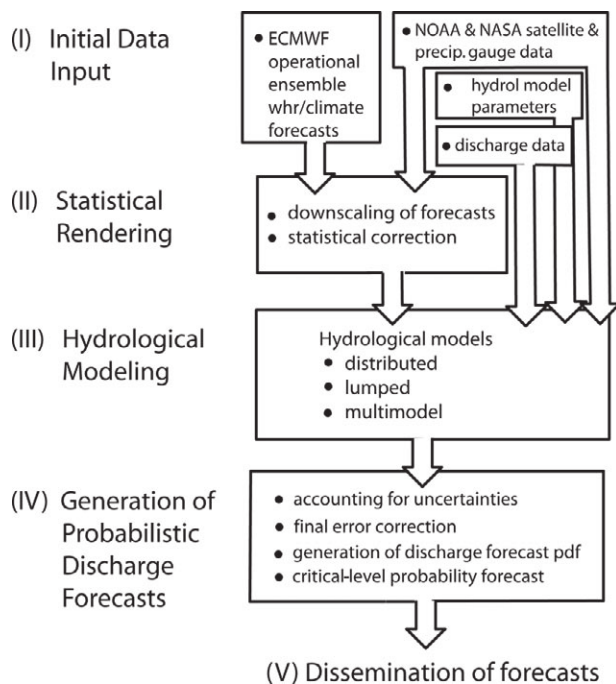 (I) Initial Data
Input
• ECMWF
operational
ensemble
whr/climate
forecasts
• NOAA & NASA satellite &
precip. gauge data
• hydrol model
parameters
• discharge data
(II) Statistical
Rendering
• downscaling of forecasts
• statistical correction
(III) Hydrological
Modeling
Hydrological models
• distributed
• lumped
• multimodel
(IV) Generation of
Probabilistic
Discharge
Forecasts
• accounting for uncertainties
• final error correction
• generation of discharge forecast pdf
• critical-level probability forecast
(V) Dissemination of forecasts